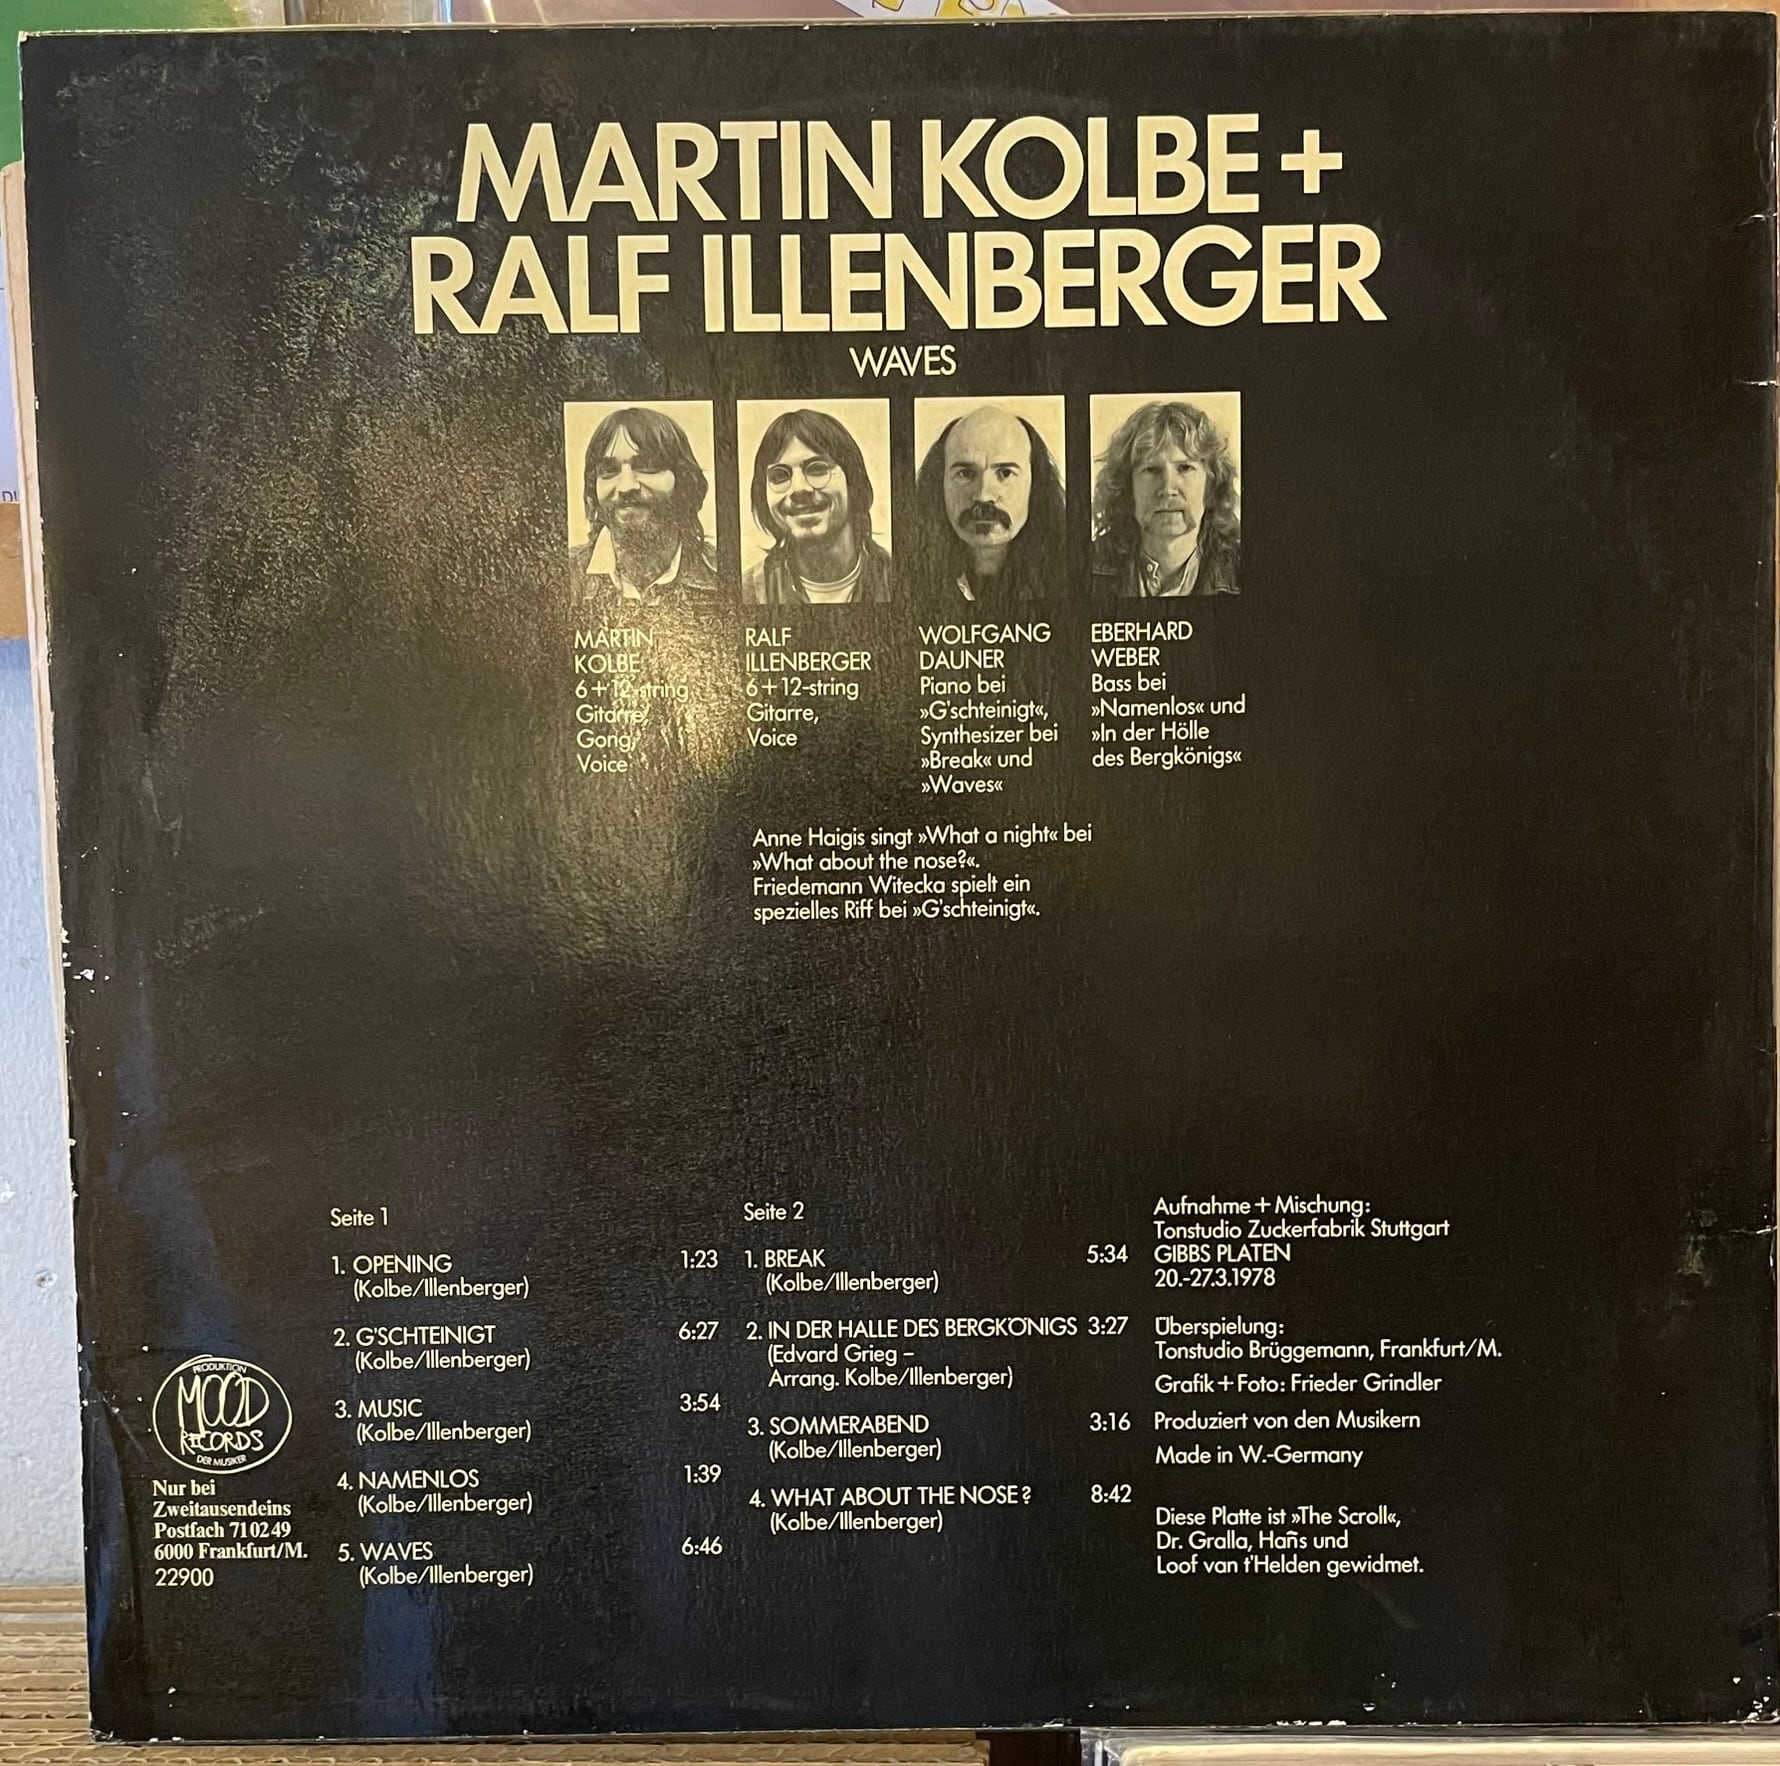 MARTIN KOLBE +
RALF ILLENBERGER
WAVES
MARTIN
KOLBE
6+12-string
Gitarre,
Gong,
Voice
RALF
ILLENBERGER
6+12-string
Gitarre,
Voice
WOLFGANG
DAUNER
Piano bei
»G'schteinigt«,
Synthesizer bei
»Break« und
»Waves«
EBERHARD
WEBER
Bass bei
»Namenlos« und
»In der Hölle
des Bergkönigs«
Anne Haigis singt »What a night« bei
»What about the nose?«.
Friedemann Witecka spielt ein
spezielles Riff bei »G'schteinigt«.
Seite 1
1. OPENING 1:23
(Kolbe/Illenberger)
2. G'SCHTEINIGT 6:27
(Kolbe/Illenberger)
3. MUSIC 3:54
(Kolbe/Illenberger)
4. NAMENLOS 1:39
(Kolbe/Illenberger)
5. WAVES 6:46
(Kolbe/Illenberger)
Seite 2
1. BREAK 5:34
(Kolbe/Illenberger)
2. IN DER HALLE DES BERGKÖNIGS 3:27
(Edvard Grieg –
Arrang. Kolbe/Illenberger)
3. SOMMERABEND 3:16
(Kolbe/Illenberger)
4. WHAT ABOUT THE NOSE? 8:42
(Kolbe/Illenberger)
Aufnahme + Mischung:
Tonstudio Zuckerfabrik Stuttgart
GIBBS PLATEN
20.-27.3.1978
Überspielung:
Tonstudio Brüggemann, Frankfurt/M.
Grafik + Foto: Frieder Grindler
Produziert von den Musikern
Made in W.-Germany
Diese Platte ist »The Scroll«,
Dr. Gralla, Hañs und
Loof van t'Helden gewidmet.
PRODUKTION
MOOD
RECORDS
DER MUSIKER
Nur bei
Zweitausendeins
Postfach 710249
6000 Frankfurt/M.
22900